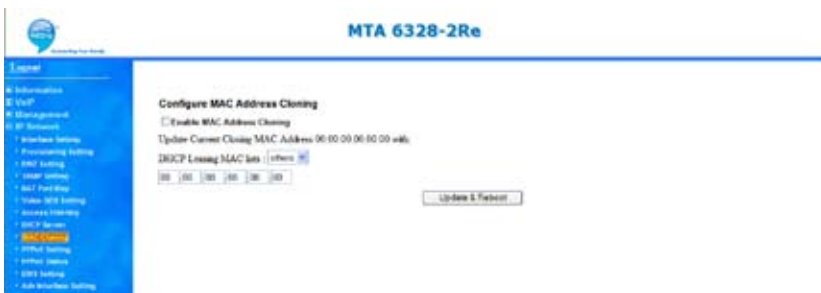 MTA 6328-2Re
Logout
Information
VoIP
Management
IP Network
Interface Setting
Provisioning Setting
SNMP Setting
NAT Port Map
Access Filtering
DHCP Server
MAC Cloning
PPPoE Setting
PPPoE Status
DNS Setting
Adv Interface Setting
Configure MAC Address Cloning
Enable MAC Address Cloning
Update Current Cloning MAC Address 00:00:00:00:00:00 with:
DHCP Leasing MAC lists : others
00 :00 :00 :00 :00 :00
Update & Reboot